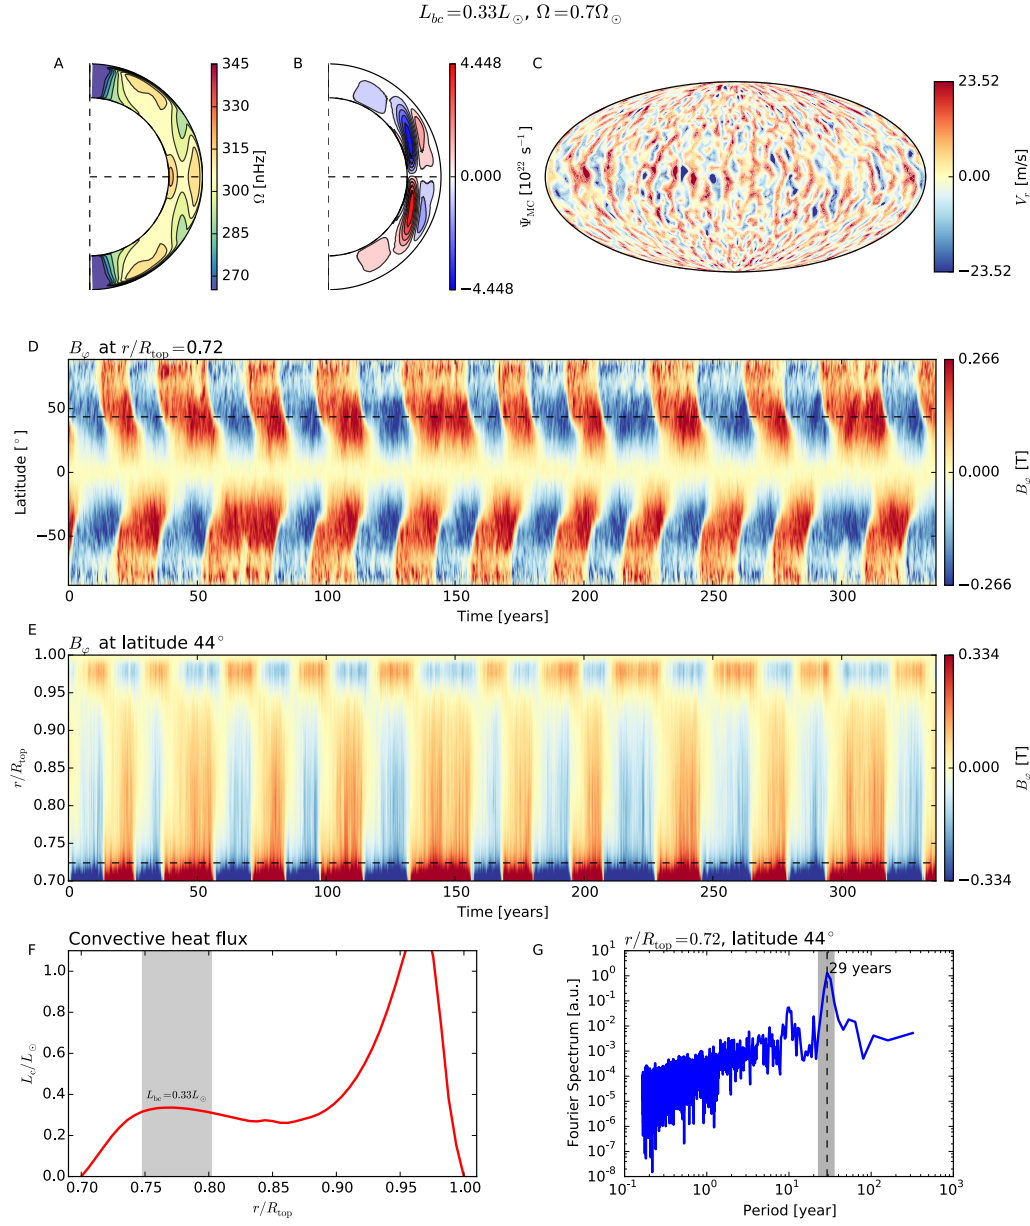 L_bc=0.33L_⊙, Ω=0.7Ω_⊙
A
345
330
315
300
285
270
Ω [nHz]
B
4.448
0.000
−4.448
Ψ_MC [10^22 s^−1]
C
23.52
0.00
−23.52
V_r [m/s]
D
B_φ at r/R_top=0.72
50
0
−50
Latitude [°]
0 50 100 150 200 250 300
Time [years]
0.266
0.000
−0.266
B_φ [T]
E
B_φ at latitude 44°
1.00
0.95
0.90
0.85
0.80
0.75
0.70
r/R_top
0 50 100 150 200 250 300
Time [years]
0.334
0.000
−0.334
B_φ [T]
F
Convective heat flux
1.0
0.8
0.6
0.4
0.2
0.0
L_c/L_⊙
L_bc=0.33L_⊙
0.70 0.75 0.80 0.85 0.90 0.95 1.00
r/R_top
G
r/R_top=0.72, latitude 44°
10^1
10^0
10^−1
10^−2
10^−3
10^−4
10^−5
10^−6
10^−7
10^−8
Fourier Spectrum [a.u.]
29 years
10^−1 10^0 10^1 10^2 10^3
Period [year]